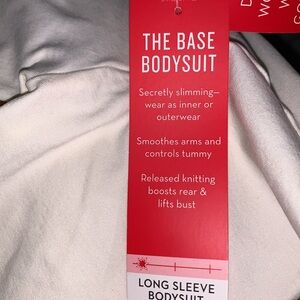 THE BASE
BODYSUIT
Secretly slimming—
wear as inner or
outerwear
Smoothes arms and
controls tummy
Released knitting
boosts rear &
lifts bust
LONG SLEEVE
BODYSUIT